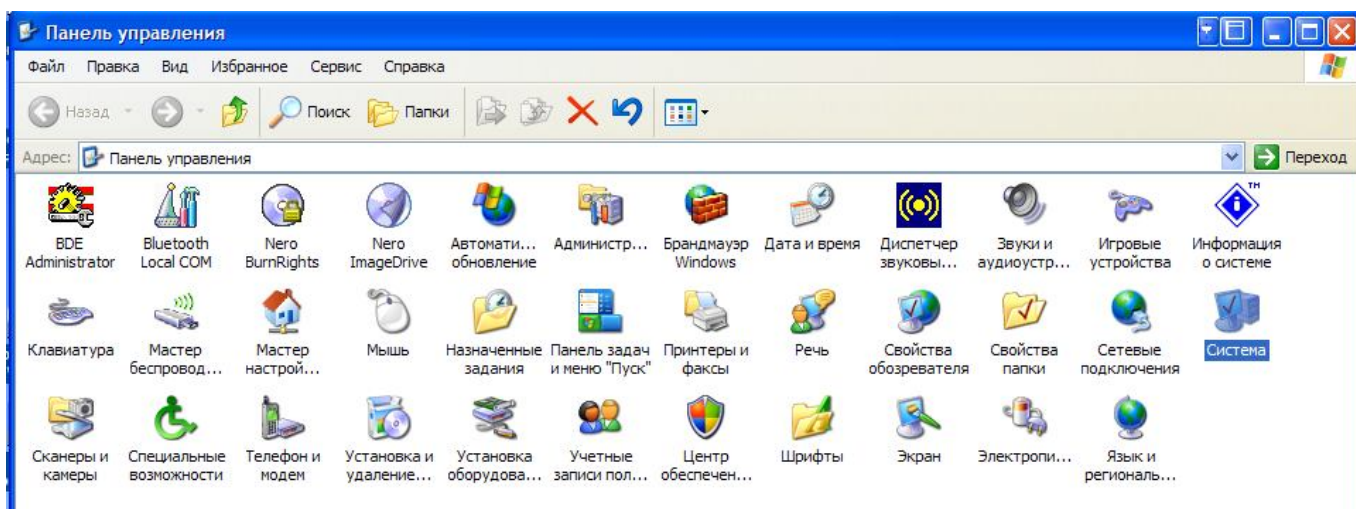 Панель управления
Файл Правка Вид Избранное Сервис Справка
Назад Поиск Папки
Адрес: Панель управления Переход
BDE Bluetooth Nero Nero Автомати... Администр... Брандмауэр Дата и время Диспетчер Звуки и Игровые Информация
Administrator Local COM BurnRights ImageDrive обновление Windows звуковы... аудиоустр... устройства о системе
Клавиатура Мастер Мастер Мышь Назначенные Панель задач Принтеры и Речь Свойства Свойства Сетевые Система
беспровод... настрой... задания и меню "Пуск" факсы обозревателя папки подключения
Сканеры и Специальные Телефон и Установка и Установка Учетные Центр Шрифты Экран Электропи... Язык и
камеры возможности модем удаление... оборудова... записи пол... обеспечен... региональ...